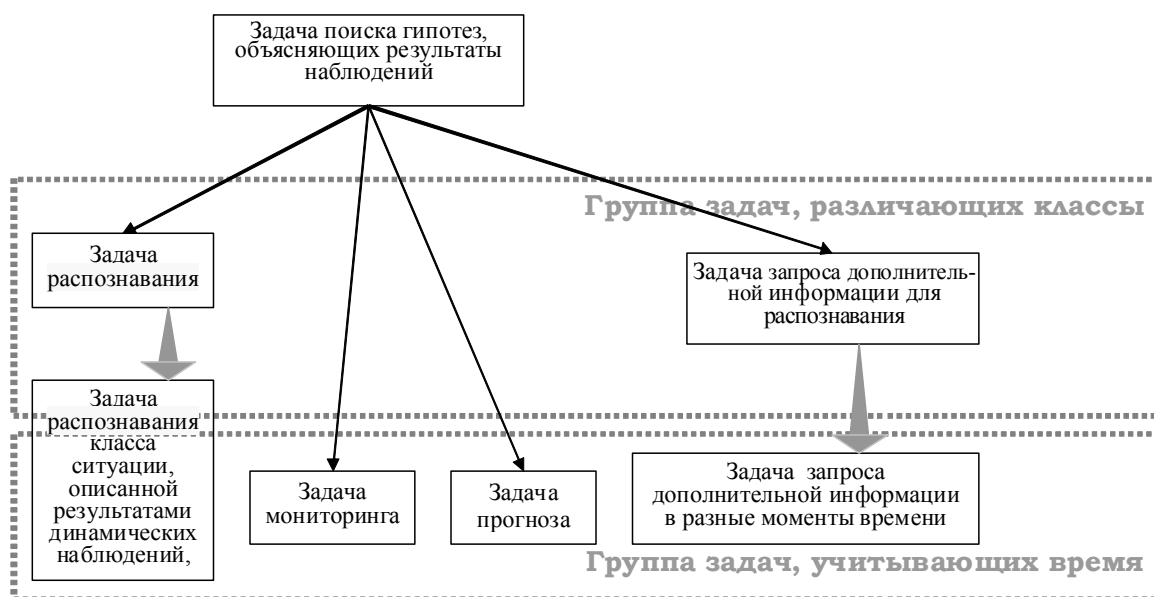 Задача поиска гипотез,
объясняющих результаты
наблюдений
Группа задач, различающих классы
Задача
распознавания
Задача запроса дополнитель-
ной информации для
распознавания
Задача
распознавания
класса
ситуации,
описанной
результатами
динамических
наблюдений,
Задача
мониторинга
Задача
прогноза
Задача запроса
дополнительной информации
в разные моменты времени
Группа задач, учитывающих время